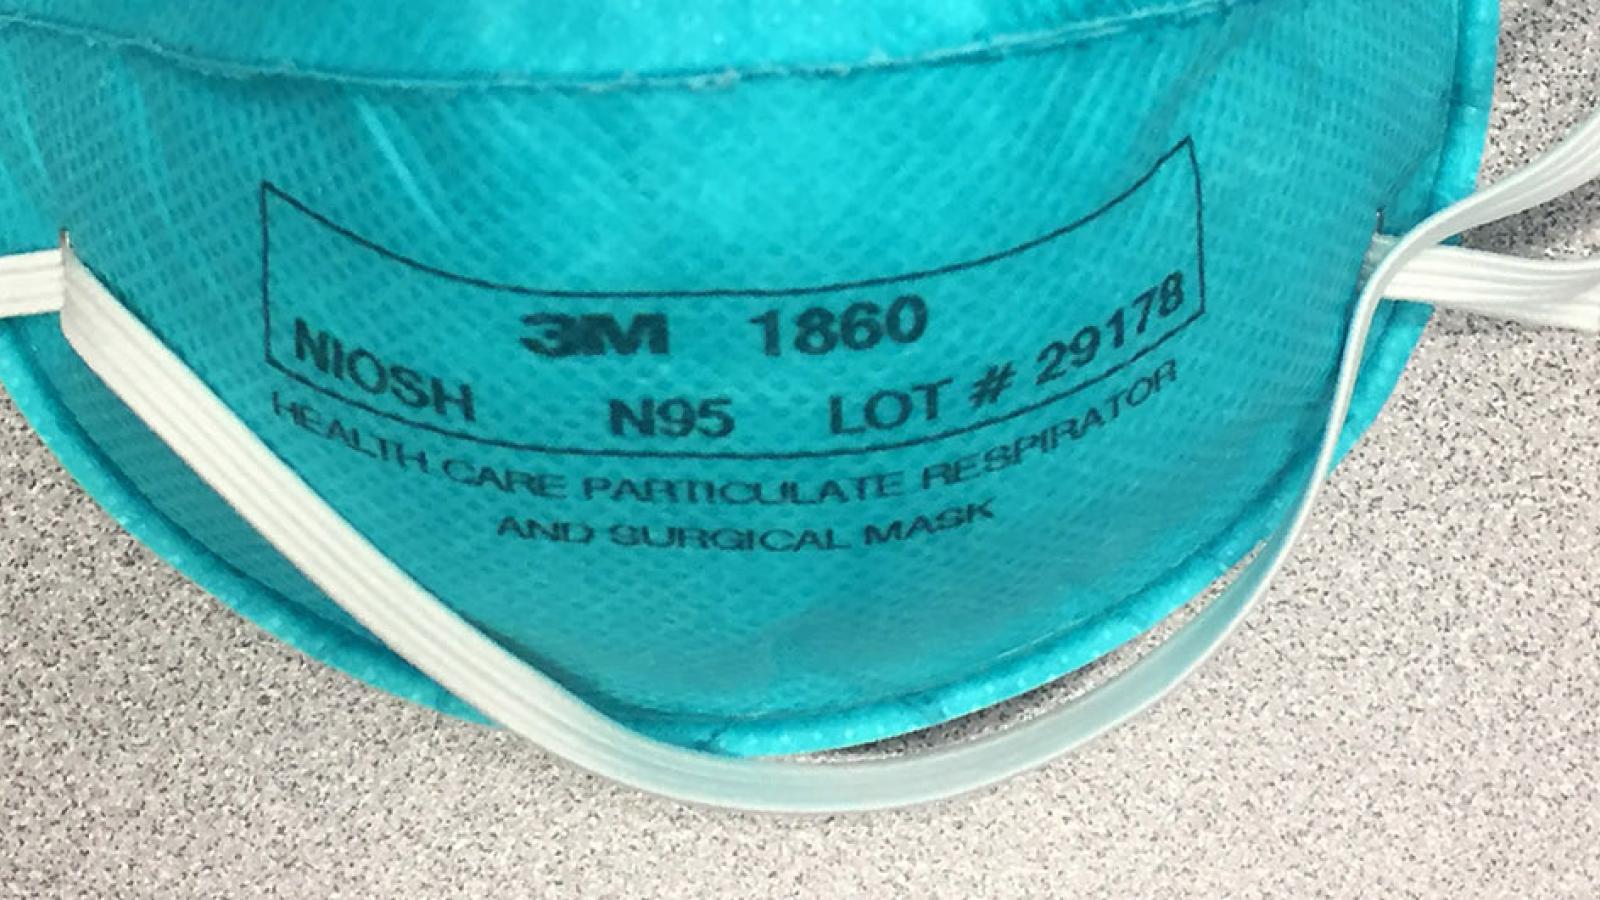 3M 1860
NIOSH N95 LOT # 29178
HEALTH CARE PARTICULATE RESPIRATOR
AND SURGICAL MASK